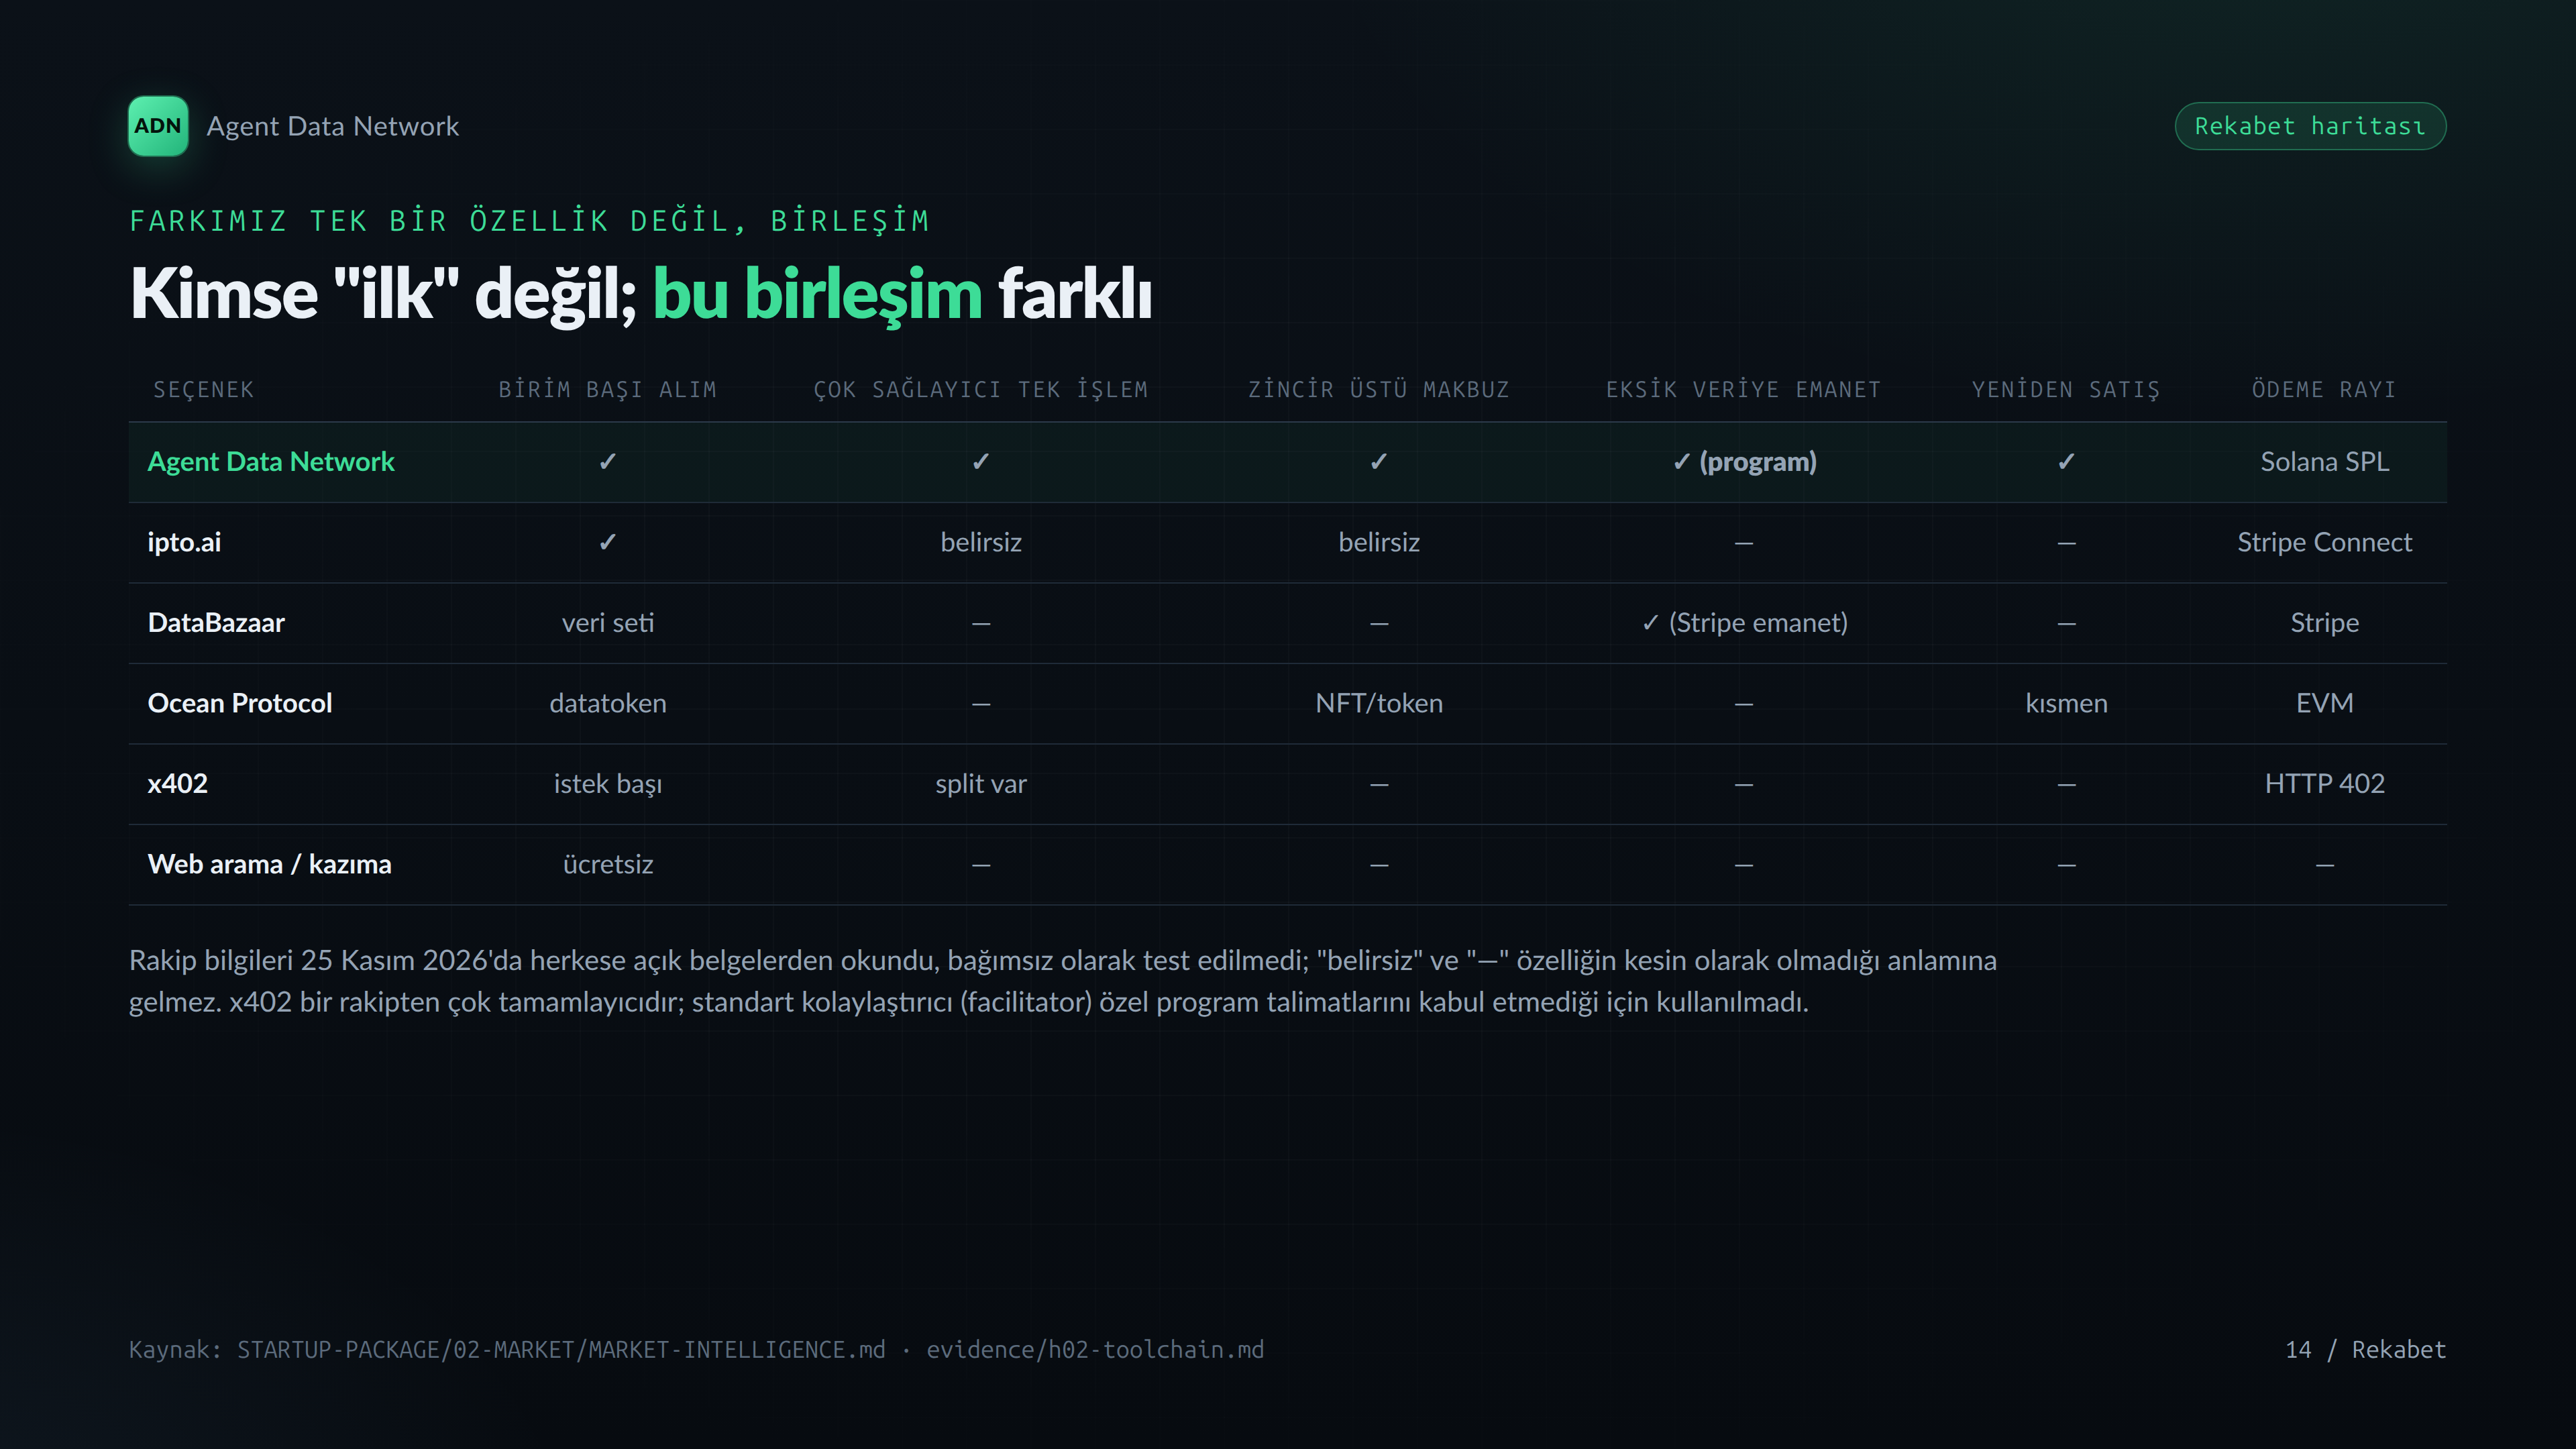 ADN Agent Data Network
Rekabet haritası
FARKIMIZ TEK BİR ÖZELLİK DEĞİL, BİRLEŞİM
Kimse "ilk" değil; bu birleşim farklı
SEÇENEK BİRİM BAŞI ALIM ÇOK SAĞLAYICI TEK İŞLEM ZİNCİR ÜSTÜ MAKBUZ EKSİK VERİYE EMANET YENİDEN SATIŞ ÖDEME RAYI
Agent Data Network ✓ ✓ ✓ ✓ (program) ✓ Solana SPL
ipto.ai ✓ belirsiz belirsiz — — Stripe Connect
DataBazaar veri seti — — ✓ (Stripe emanet) — Stripe
Ocean Protocol datatoken — NFT/token — kısmen EVM
x402 istek başı split var — — — HTTP 402
Web arama / kazıma ücretsiz — — — — —
Rakip bilgileri 25 Kasım 2026'da herkese açık belgelerden okundu, bağımsız olarak test edilmedi; "belirsiz" ve "—" özelliğin kesin olarak olmadığı anlamına
gelmez. x402 bir rakipten çok tamamlayıcıdır; standart kolaylaştırıcı (facilitator) özel program talimatlarını kabul etmediği için kullanılmadı.
Kaynak: STARTUP-PACKAGE/02-MARKET/MARKET-INTELLIGENCE.md · evidence/h02-toolchain.md
14 / Rekabet